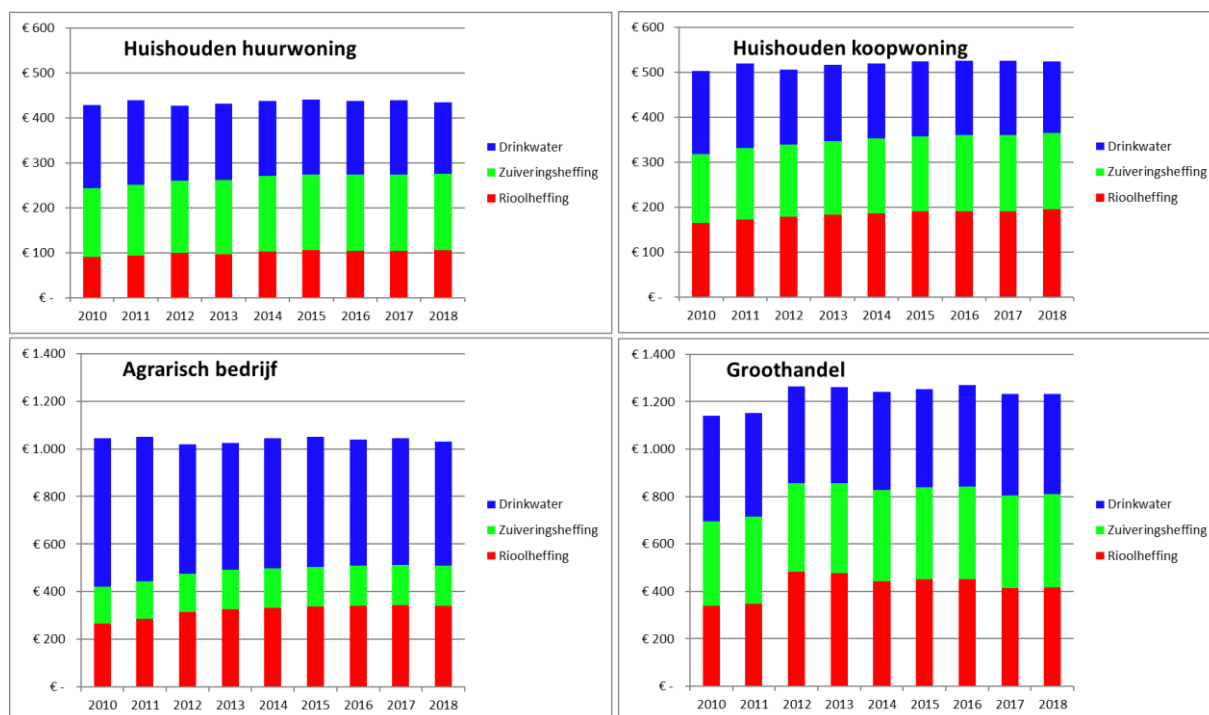 Huishouden huurwoning
€ 600
€ 500
€ 400
€ 300
€ 200
€ 100
€ -
2010 2011 2012 2013 2014 2015 2016 2017 2018
Drinkwater
Zuiveringsheffing
Rioolheffing
Huishouden koopwoning
€ 600
€ 500
€ 400
€ 300
€ 200
€ 100
€ -
2010 2011 2012 2013 2014 2015 2016 2017 2018
Drinkwater
Zuiveringsheffing
Rioolheffing
Agrarisch bedrijf
€ 1.400
€ 1.200
€ 1.000
€ 800
€ 600
€ 400
€ 200
€ -
2010 2011 2012 2013 2014 2015 2016 2017 2018
Drinkwater
Zuiveringsheffing
Rioolheffing
Groothandel
€ 1.400
€ 1.200
€ 1.000
€ 800
€ 600
€ 400
€ 200
€ -
2010 2011 2012 2013 2014 2015 2016 2017 2018
Drinkwater
Zuiveringsheffing
Rioolheffing